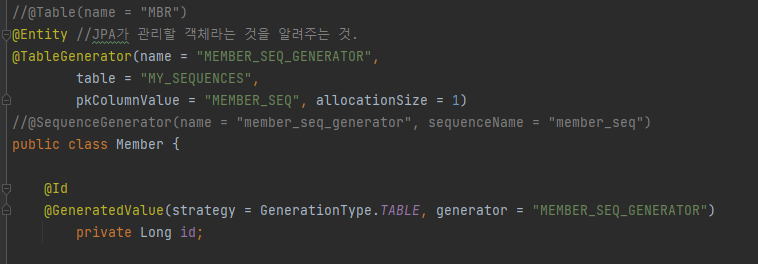 //@Table(name = "MBR")
@Entity //JPA가 관리할 객체라는 것을 알려주는 것.
@TableGenerator(name = "MEMBER_SEQ_GENERATOR",
        table = "MY_SEQUENCES",
        pkColumnValue = "MEMBER_SEQ", allocationSize = 1)
//@SequenceGenerator(name = "member_seq_generator", sequenceName = "member_seq")
public class Member {
    @Id
    @GeneratedValue(strategy = GenerationType.TABLE, generator = "MEMBER_SEQ_GENERATOR")
        private Long id;